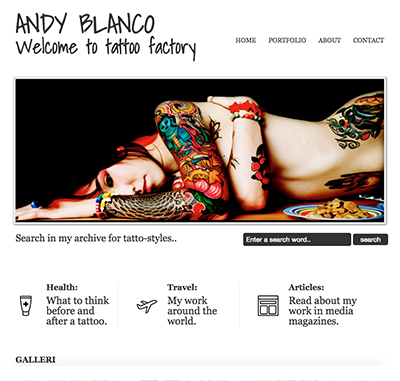 ANDY BLANCO
Welcome to tattoo factory
HOME PORTFOLIO ABOUT CONTACT
Search in my archive for tatto-styles..
Enter a search word.. search
Health:
What to think
before and
after a tattoo.
Travel:
My work
around the
world.
Articles:
Read about my
work in media
magazines.
GALLERI